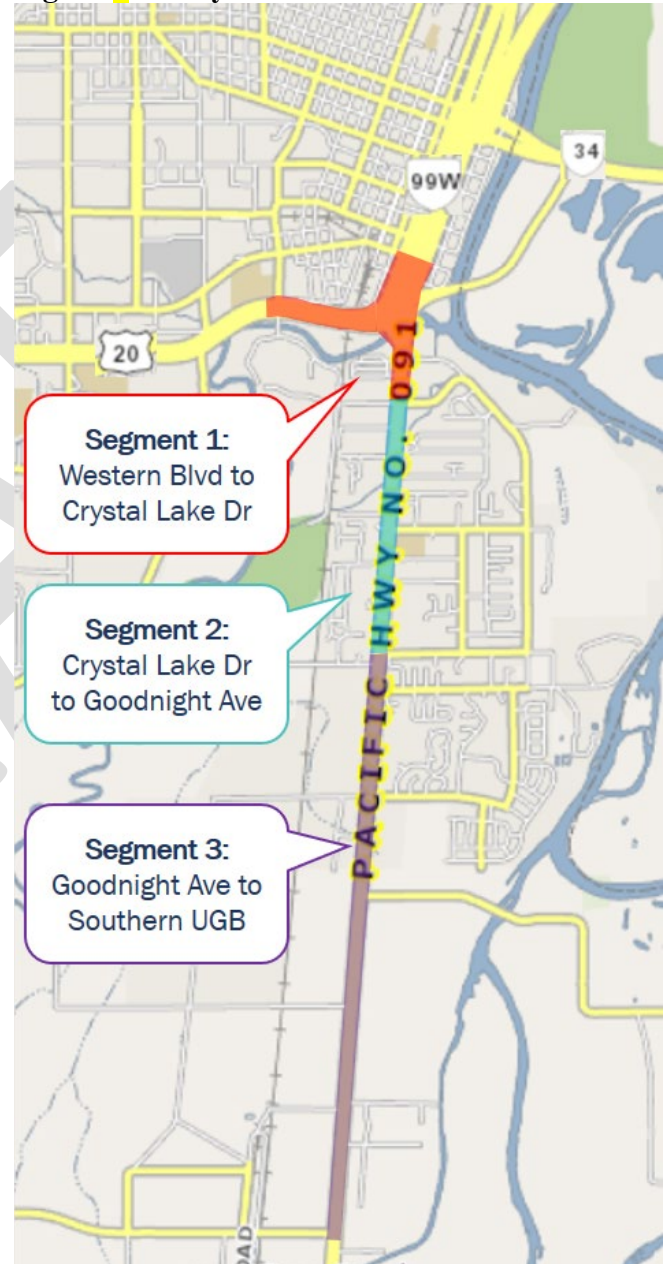 34
99W
20
PACIFIC HWY NO. 091
Segment 1:
Western Blvd to
Crystal Lake Dr
Segment 2:
Crystal Lake Dr
to Goodnight Ave
Segment 3:
Goodnight Ave to
Southern UGB